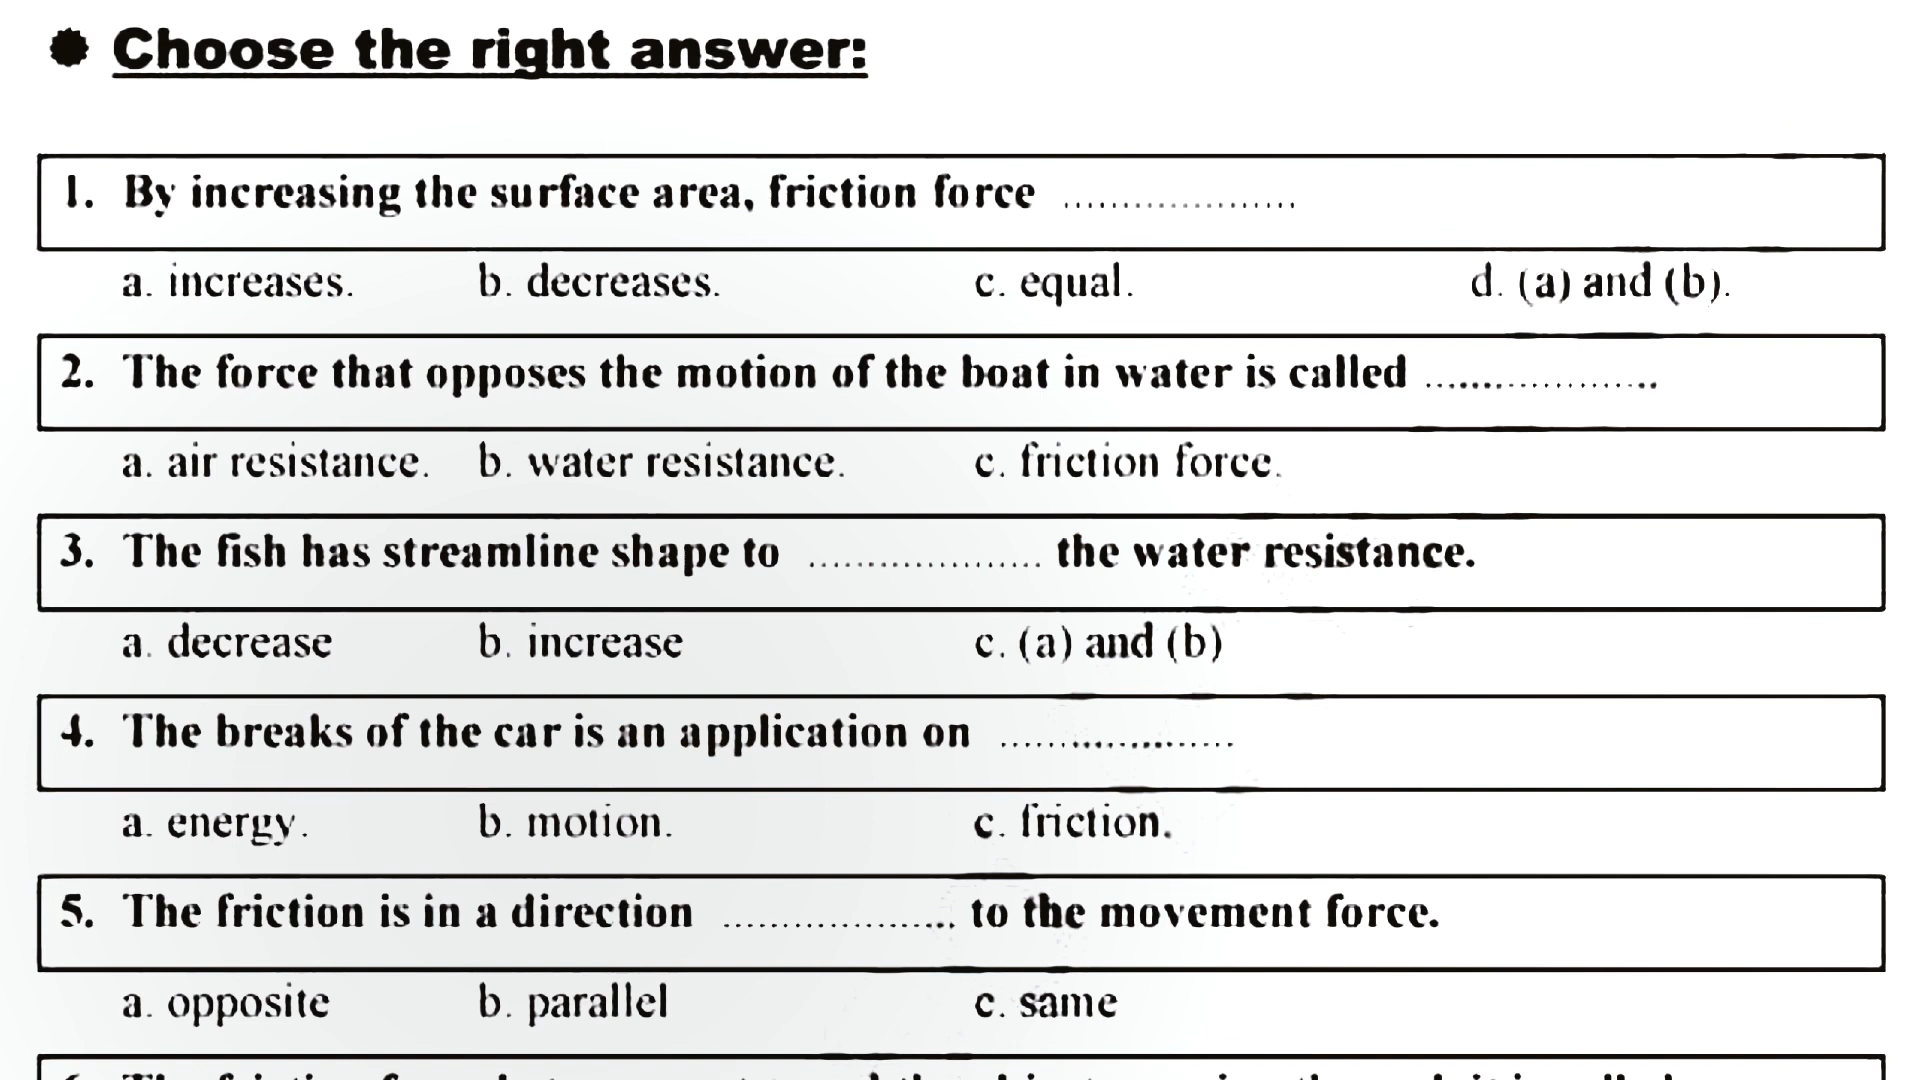 Choose the right answer:
1. By increasing the surface area, friction force ....................
a. increases. b. decreases. c. equal. d. (a) and (b).
2. The force that opposes the motion of the boat in water is called ....................
a. air resistance. b. water resistance. c. friction force.
3. The fish has streamline shape to .................... the water resistance.
a. decrease b. increase c. (a) and (b)
4. The breaks of the car is an application on ....................
a. energy. b. motion. c. friction.
5. The friction is in a direction .................... to the movement force.
a. opposite b. parallel c. same